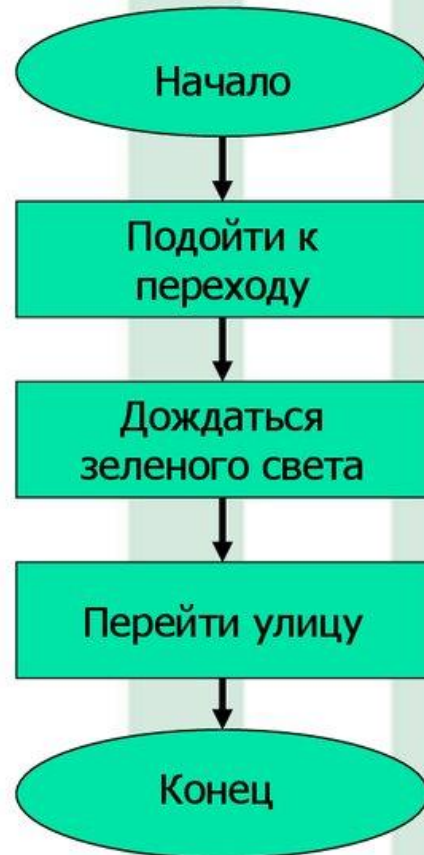 Начало
Подойти к
переходу
Дождаться
зеленого света
Перейти улицу
Конец